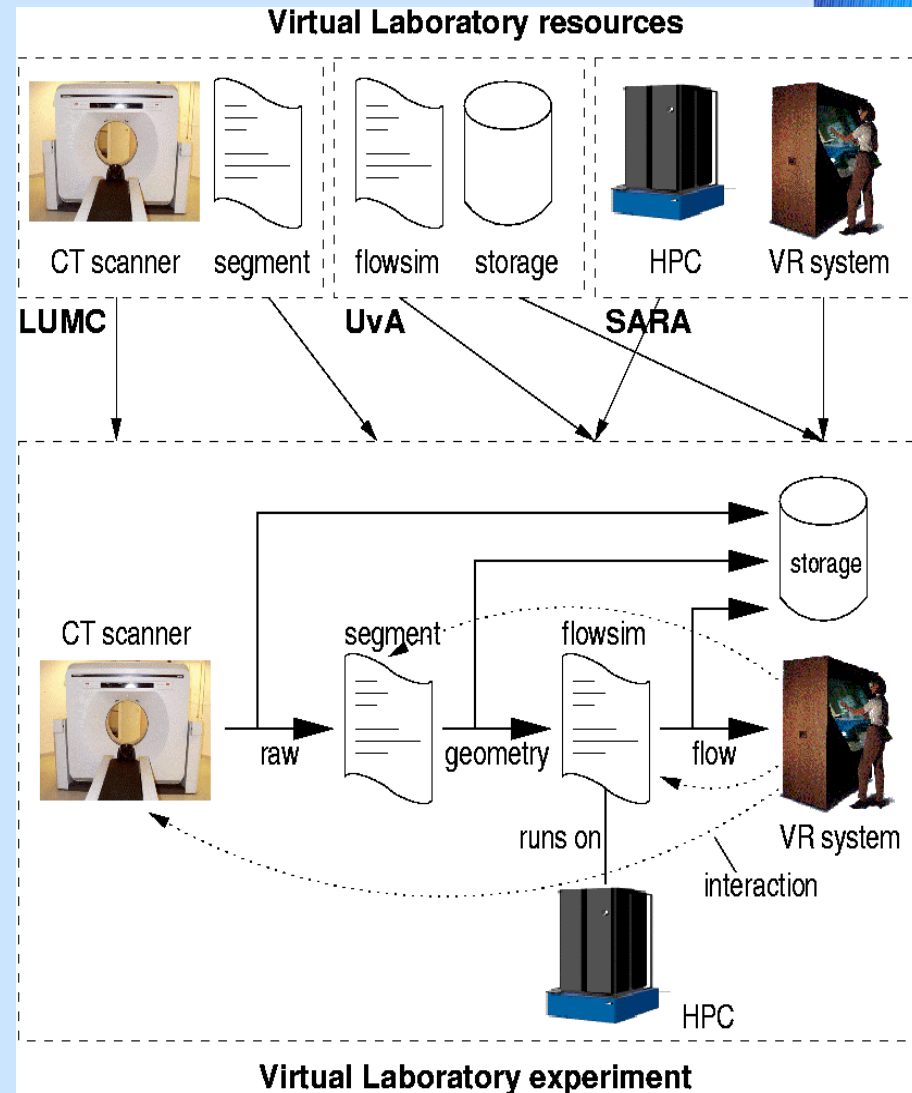 Virtual Laboratory resources
CT scanner segment flowsim storage HPC VR system
LUMC UvA SARA
storage
CT scanner segment flowsim
raw geometry flow
runs on VR system
interaction
HPC
Virtual Laboratory experiment